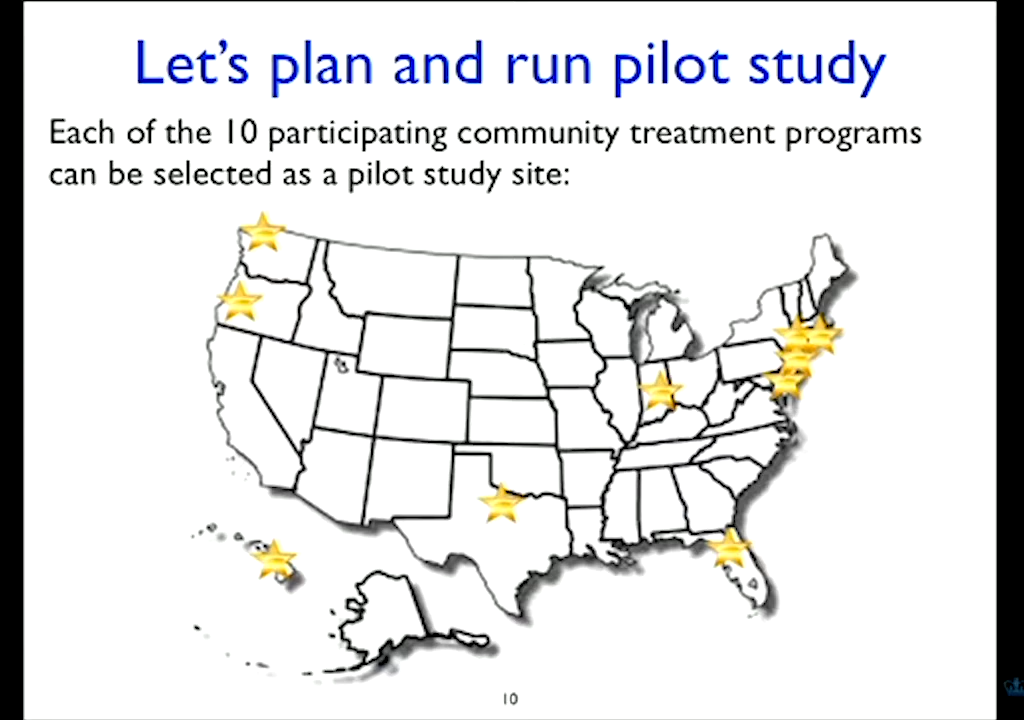 Let's plan and run pilot study
Each of the 10 participating community treatment programs
can be selected as a pilot study site:
10